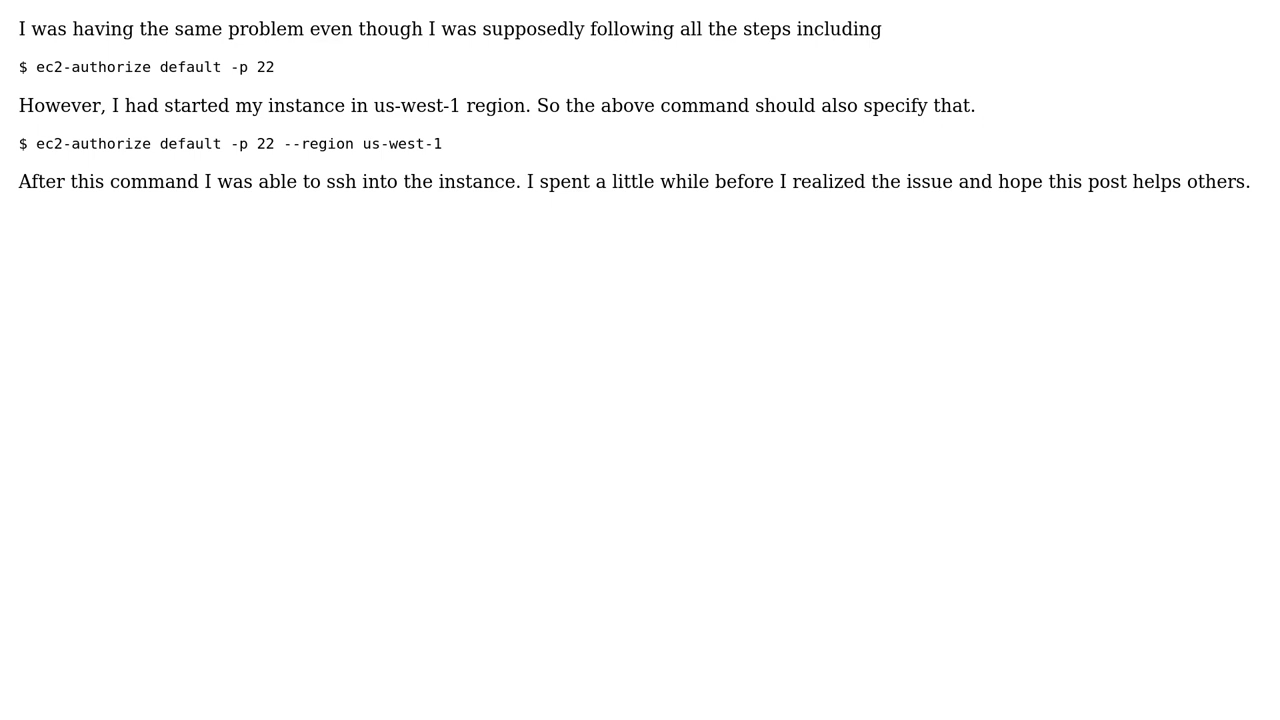 I was having the same problem even though I was supposedly following all the steps including
$ ec2-authorize default -p 22
However, I had started my instance in us-west-1 region. So the above command should also specify that.
$ ec2-authorize default -p 22 --region us-west-1
After this command I was able to ssh into the instance. I spent a little while before I realized the issue and hope this post helps others.